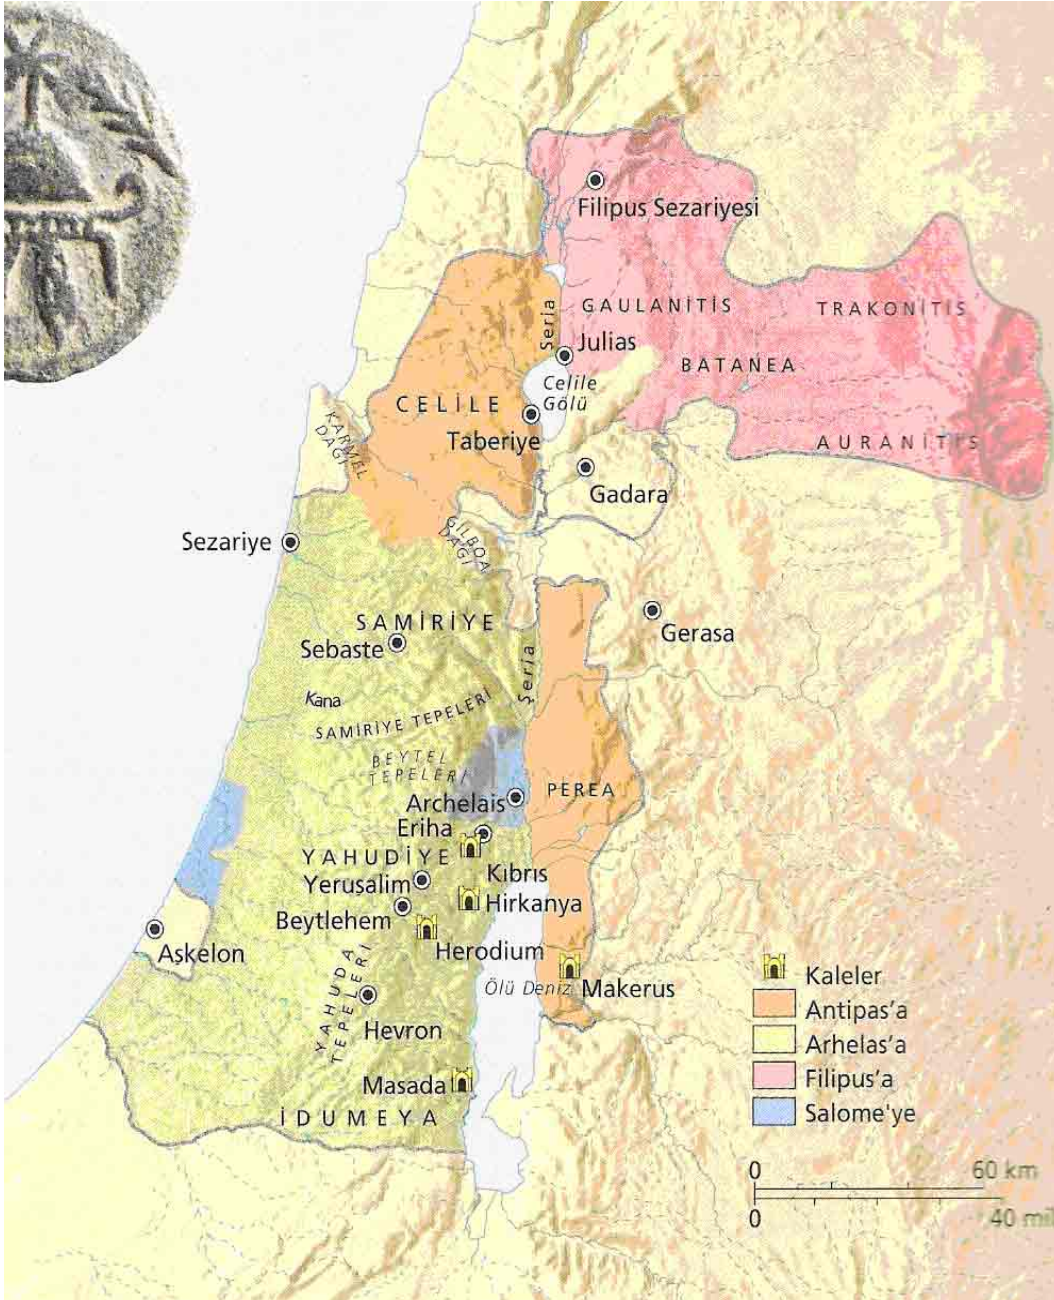 Filipus Sezariyesi
GAULANİTİS
TRAKONİTİS
Şeria
Julias
BATANEA
Celile
Gölü
CELİLE
Taberiye
AURANİTİS
KARMEL
DAĞI
Gadara
GİLBOA
DAĞI
Sezariye
SAMİRİYE
Sebaste
Gerasa
Şeria
Kana
SAMİRİYE TEPELERİ
BEYTEL
TEPELERİ
Archelais
PEREA
Eriha
YAHUDİYE
Kıbrıs
Yerusalim
Hirkanya
Beytlehem
Herodium
Aşkelon
YAHUDA
TEPELERİ
Ölü Deniz
Makerus
Hevron
Masada
İDUMEYA
Kaleler
Antipas'a
Arhelas'a
Filipus'a
Salome'ye
0 60 km
0 40 mil